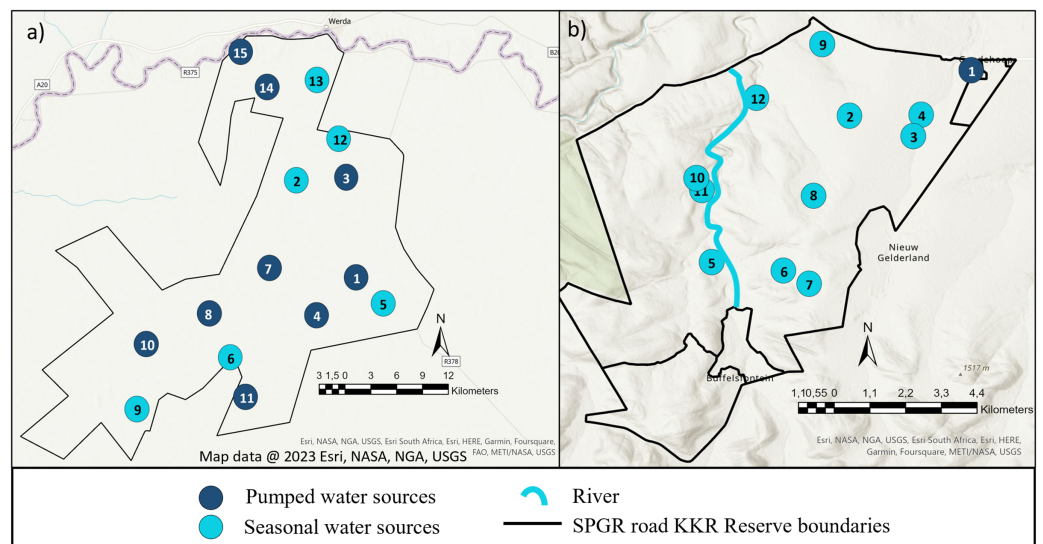 a)
Werda
15
R375
B20
A20
14
13
12
2
3
7
1
5
8
4
10
6
N
R378
3 1,5 0 3 6 9 12
Kilometers
11
9
Esri, NASA, NGA, USGS, Esri South Africa, Esri, HERE, Garmin, Foursquare,
FAO, METI/NASA, USGS
Map data @ 2023 Esri, NASA, NGA, USGS
b)
9
1
12
2
4
3
10
11
8
Nieuw
Gelderland
5
6
7
N
1517 m
Buffelsfontein
1,10,55 0 1,1 2,2 3,3 4,4
Kilometers
Esri, NASA, NGA, USGS, Esri South Africa, Esri, HERE,
Garmin, Foursquare, METI/NASA, USGS
Pumped water sources
River
Seasonal water sources
SPGR road KKR Reserve boundaries